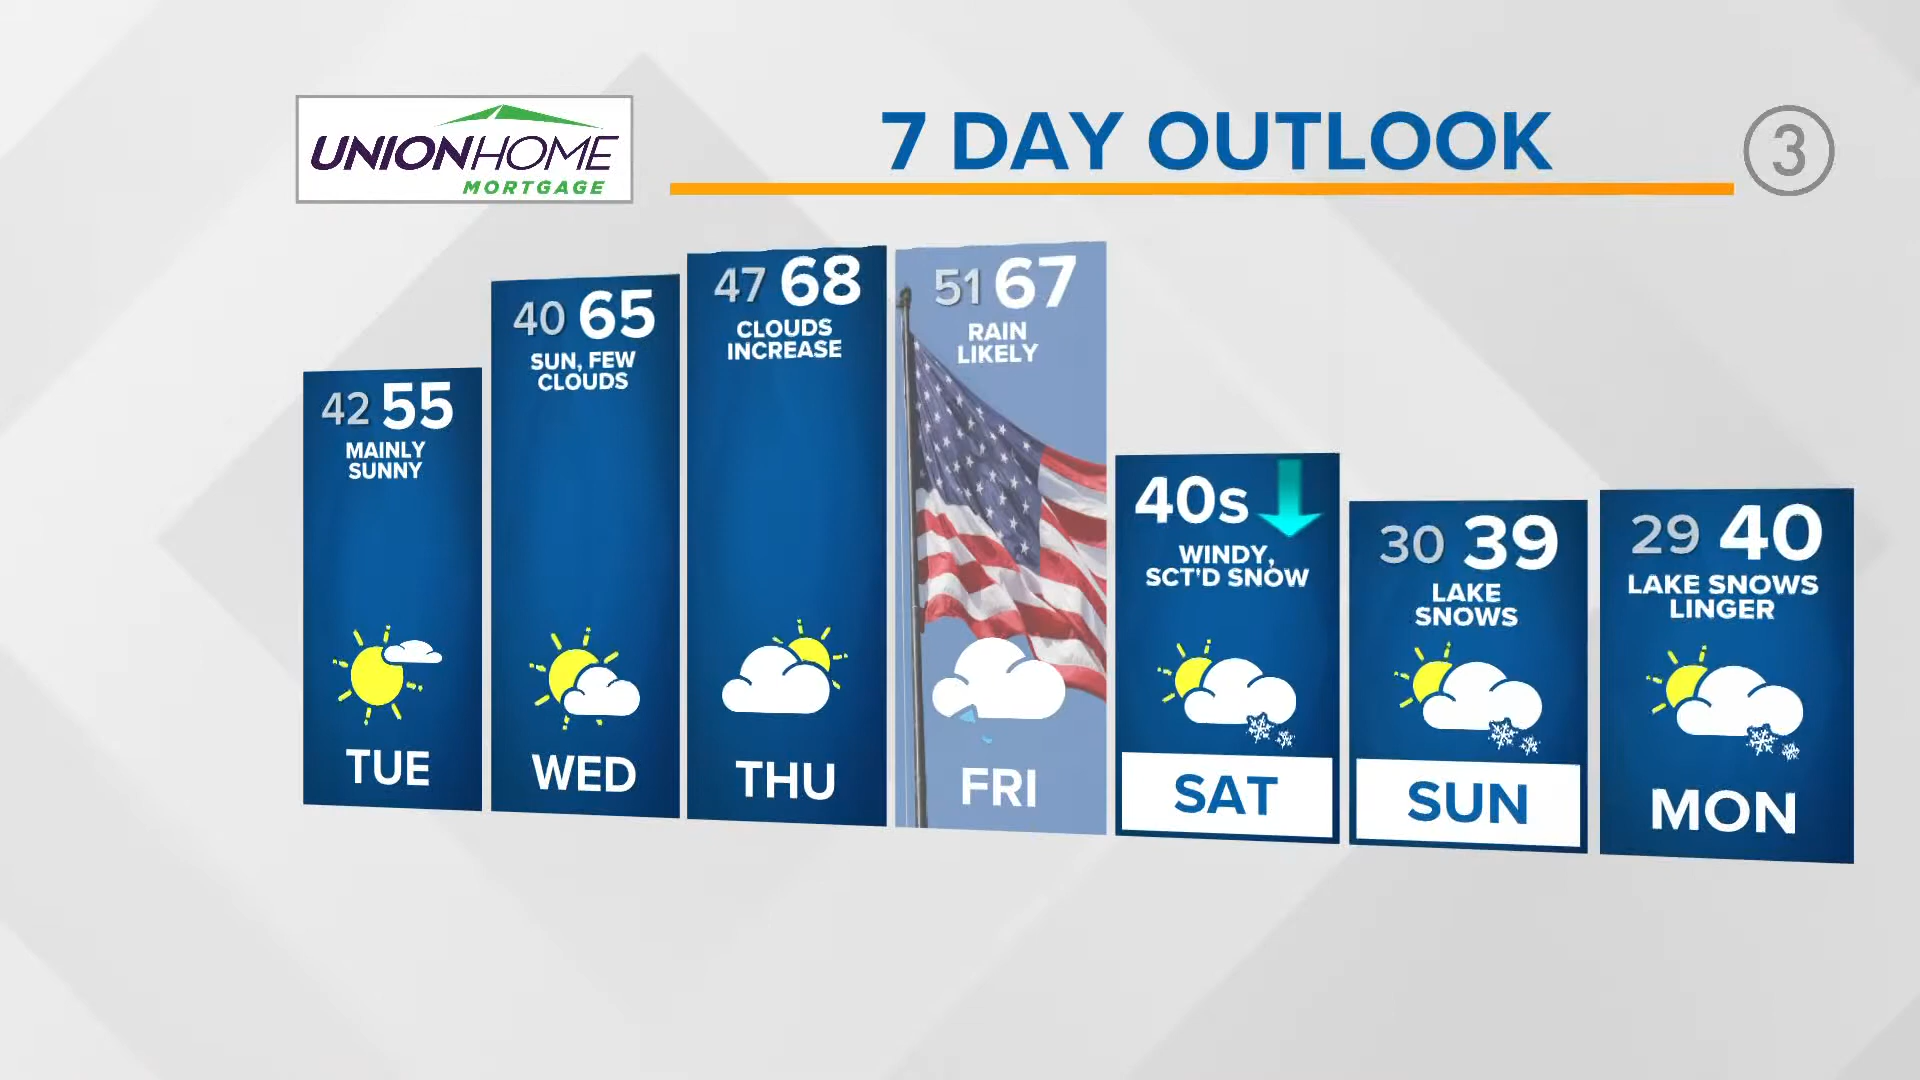 UNIONHOME
MORTGAGE
7 DAY OUTLOOK
3
42 55
MAINLY
SUNNY
TUE
40 65
SUN, FEW
CLOUDS
WED
47 68
CLOUDS
INCREASE
THU
51 67
RAIN
LIKELY
FRI
40s
WINDY,
SCT'D SNOW
SAT
30 39
LAKE
SNOWS
SUN
29 40
LAKE SNOWS
LINGER
MON